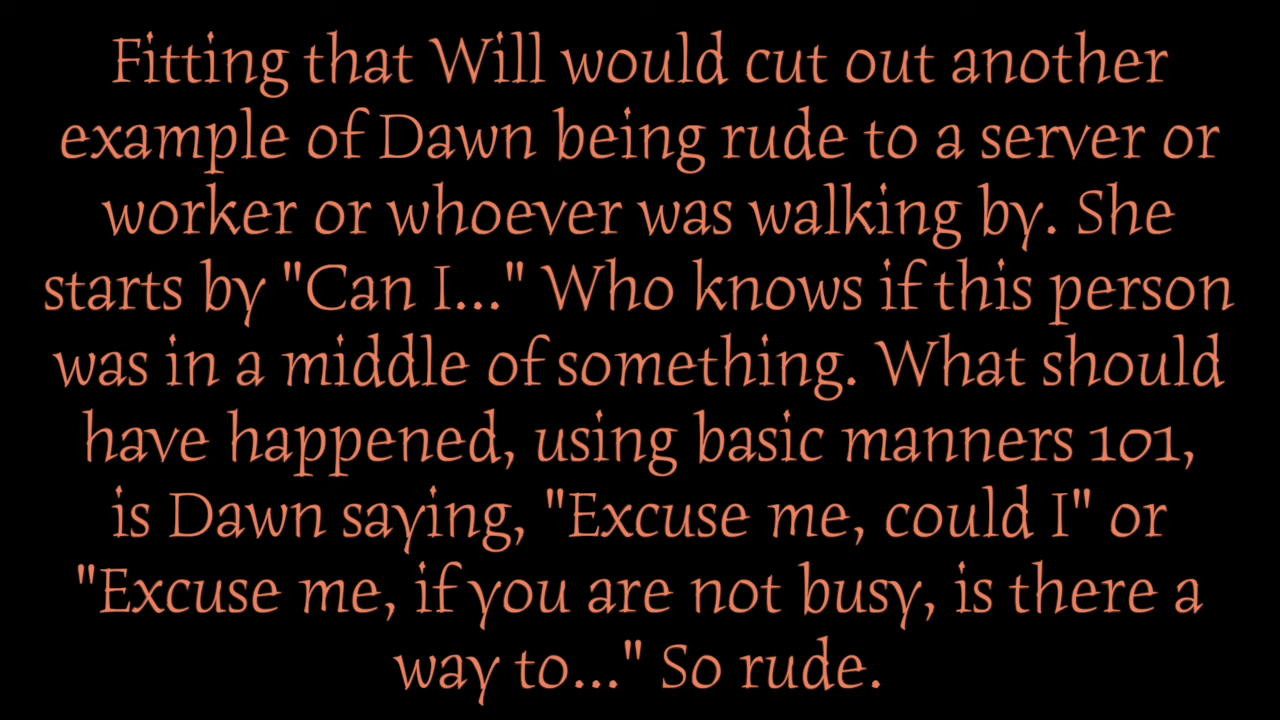 Fitting that Will would cut out another
example of Dawn being rude to a server or
worker or whoever was walking by. She
starts by "Can I..." Who knows if this person
was in a middle of something. What should
have happened, using basic manners 101,
is Dawn saying, "Excuse me, could I" or
"Excuse me, if you are not busy, is there a
way to..." So rude.